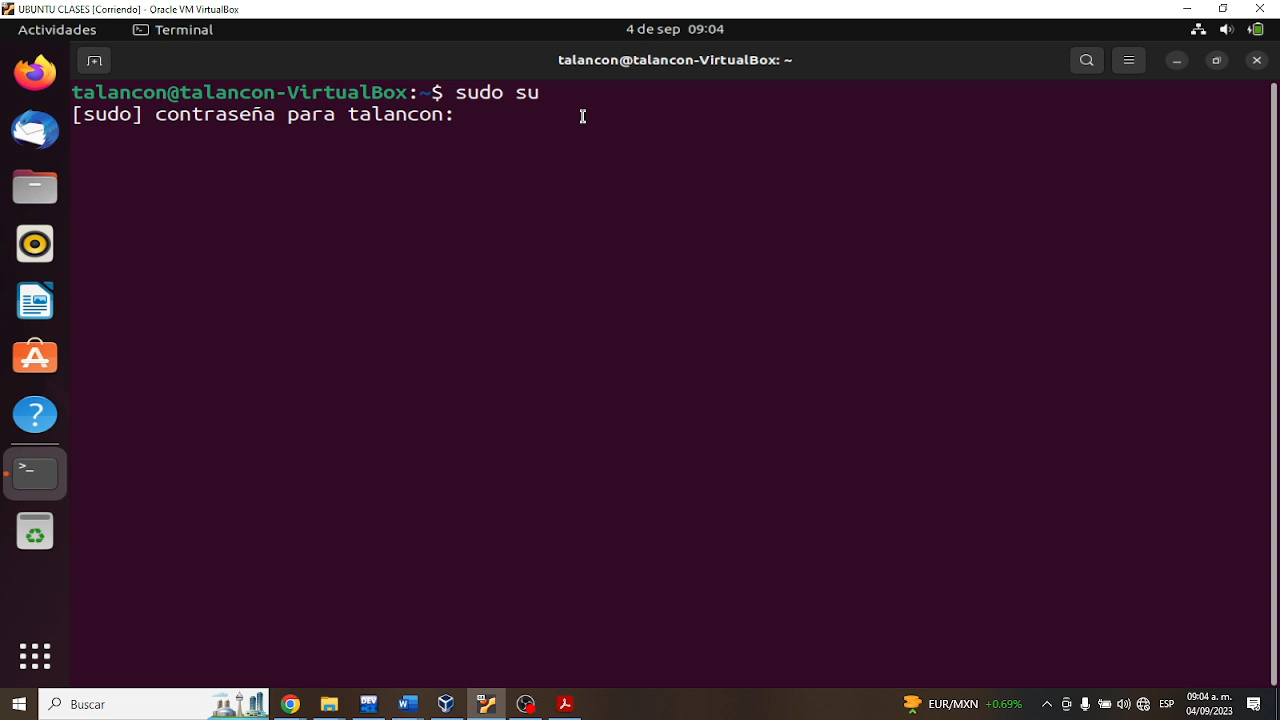 UBUNTU CLASES [Corriendo] - Oracle VM VirtualBox
Actividades
Terminal
4 de sep 09:04
talancon@talancon-VirtualBox: ~
talancon@talancon-VirtualBox:~$ sudo su
[sudo] contraseña para talancon:
Buscar
DEV
EUR/MXN +0.69%
ESP
09:04 a. m.
04/09/2023